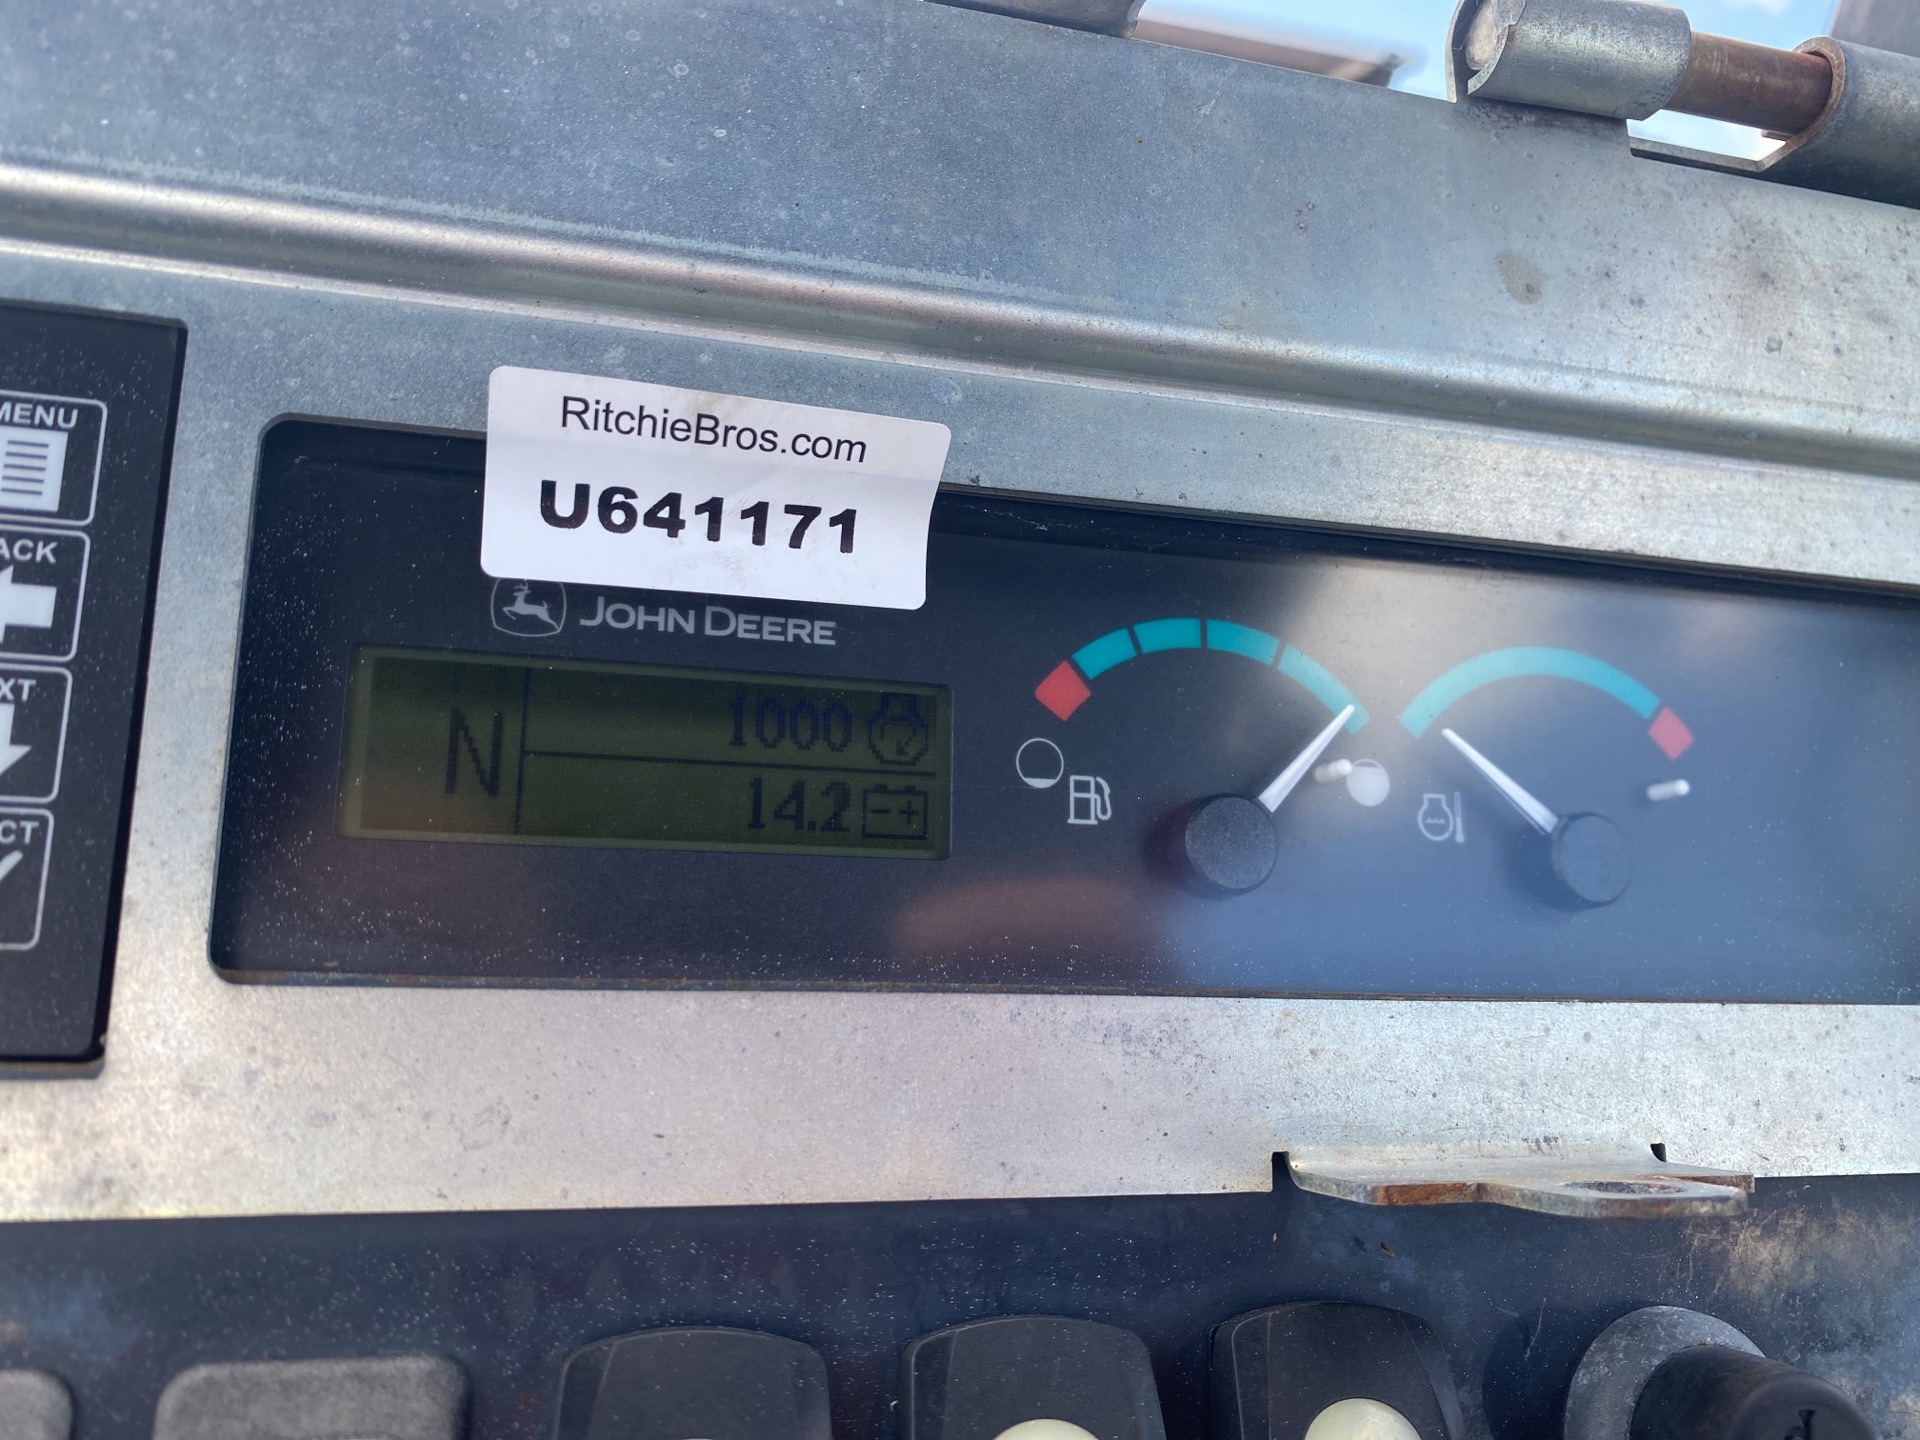 RitchieBros.com
U641171
JOHN DEERE
N
1000
14.2
MENU
ACK
XT
CT